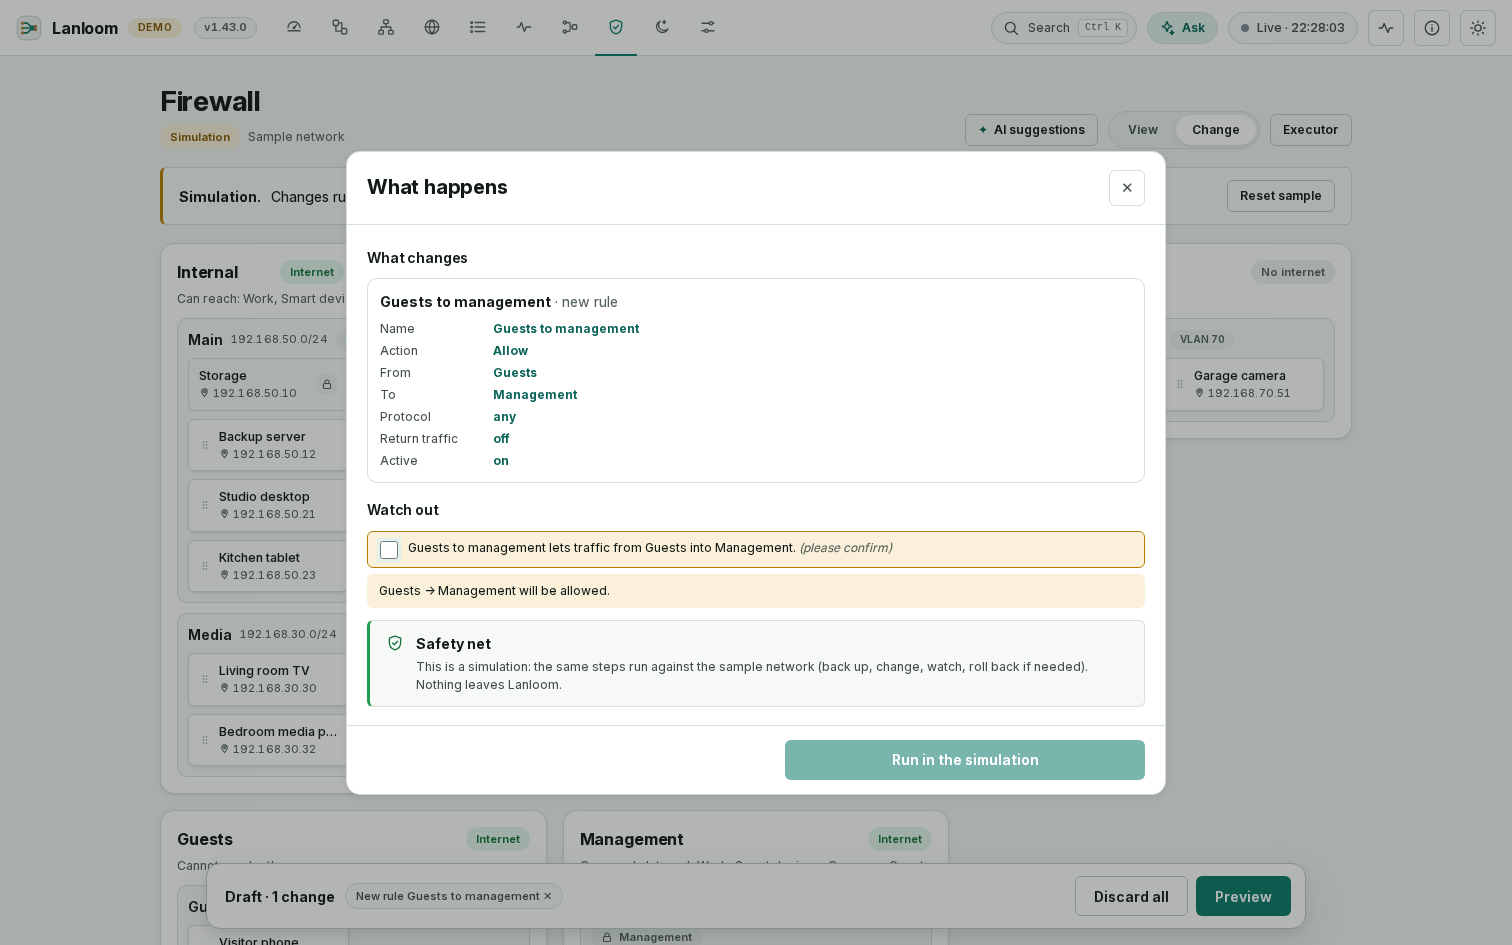 Lanloom DEMO v1.43.0 Search Ctrl K Ask Live · 22:28:03
Firewall
Simulation Sample network
AI suggestions View Change Executor
Simulation. Changes ru
Reset sample
What happens
What changes
Guests to management · new rule
Name Guests to management
Action Allow
From Guests
To Management
Protocol any
Return traffic off
Active on
Watch out
Guests to management lets traffic from Guests into Management. (please confirm)
Guests → Management will be allowed.
Safety net
This is a simulation: the same steps run against the sample network (back up, change, watch, roll back if needed).
Nothing leaves Lanloom.
Run in the simulation
Internal Internet
Can reach: Work, Smart devi
Main 192.168.50.0/24
Storage
192.168.50.10
Backup server
192.168.50.12
Studio desktop
192.168.50.21
Kitchen tablet
192.168.50.23
Media 192.168.30.0/24
Living room TV
192.168.30.30
Bedroom media p...
192.168.30.32
No internet
VLAN 70
Garage camera
192.168.70.51
Guests Internet
Management Internet
Draft · 1 change New rule Guests to management × Discard all Preview
Gu
Visitor phone
Management